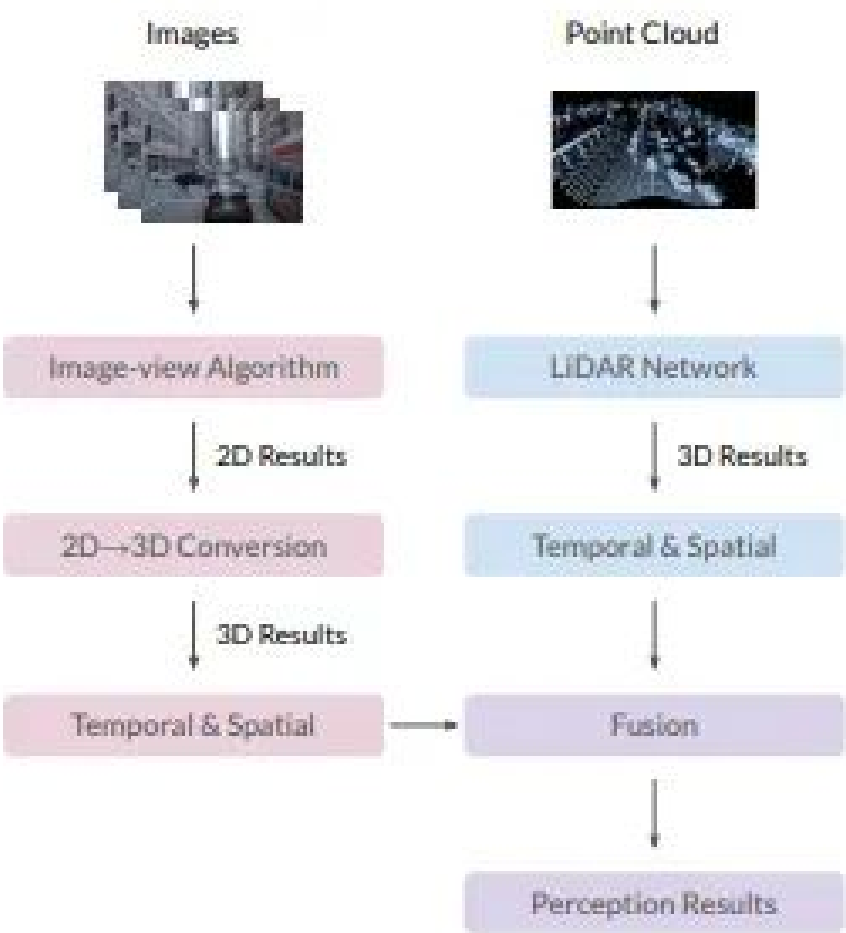 Images
Point Cloud
Image-view Algorithm
LiDAR Network
2D Results
3D Results
2D→3D Conversion
Temporal & Spatial
3D Results
Temporal & Spatial
Fusion
Perception Results